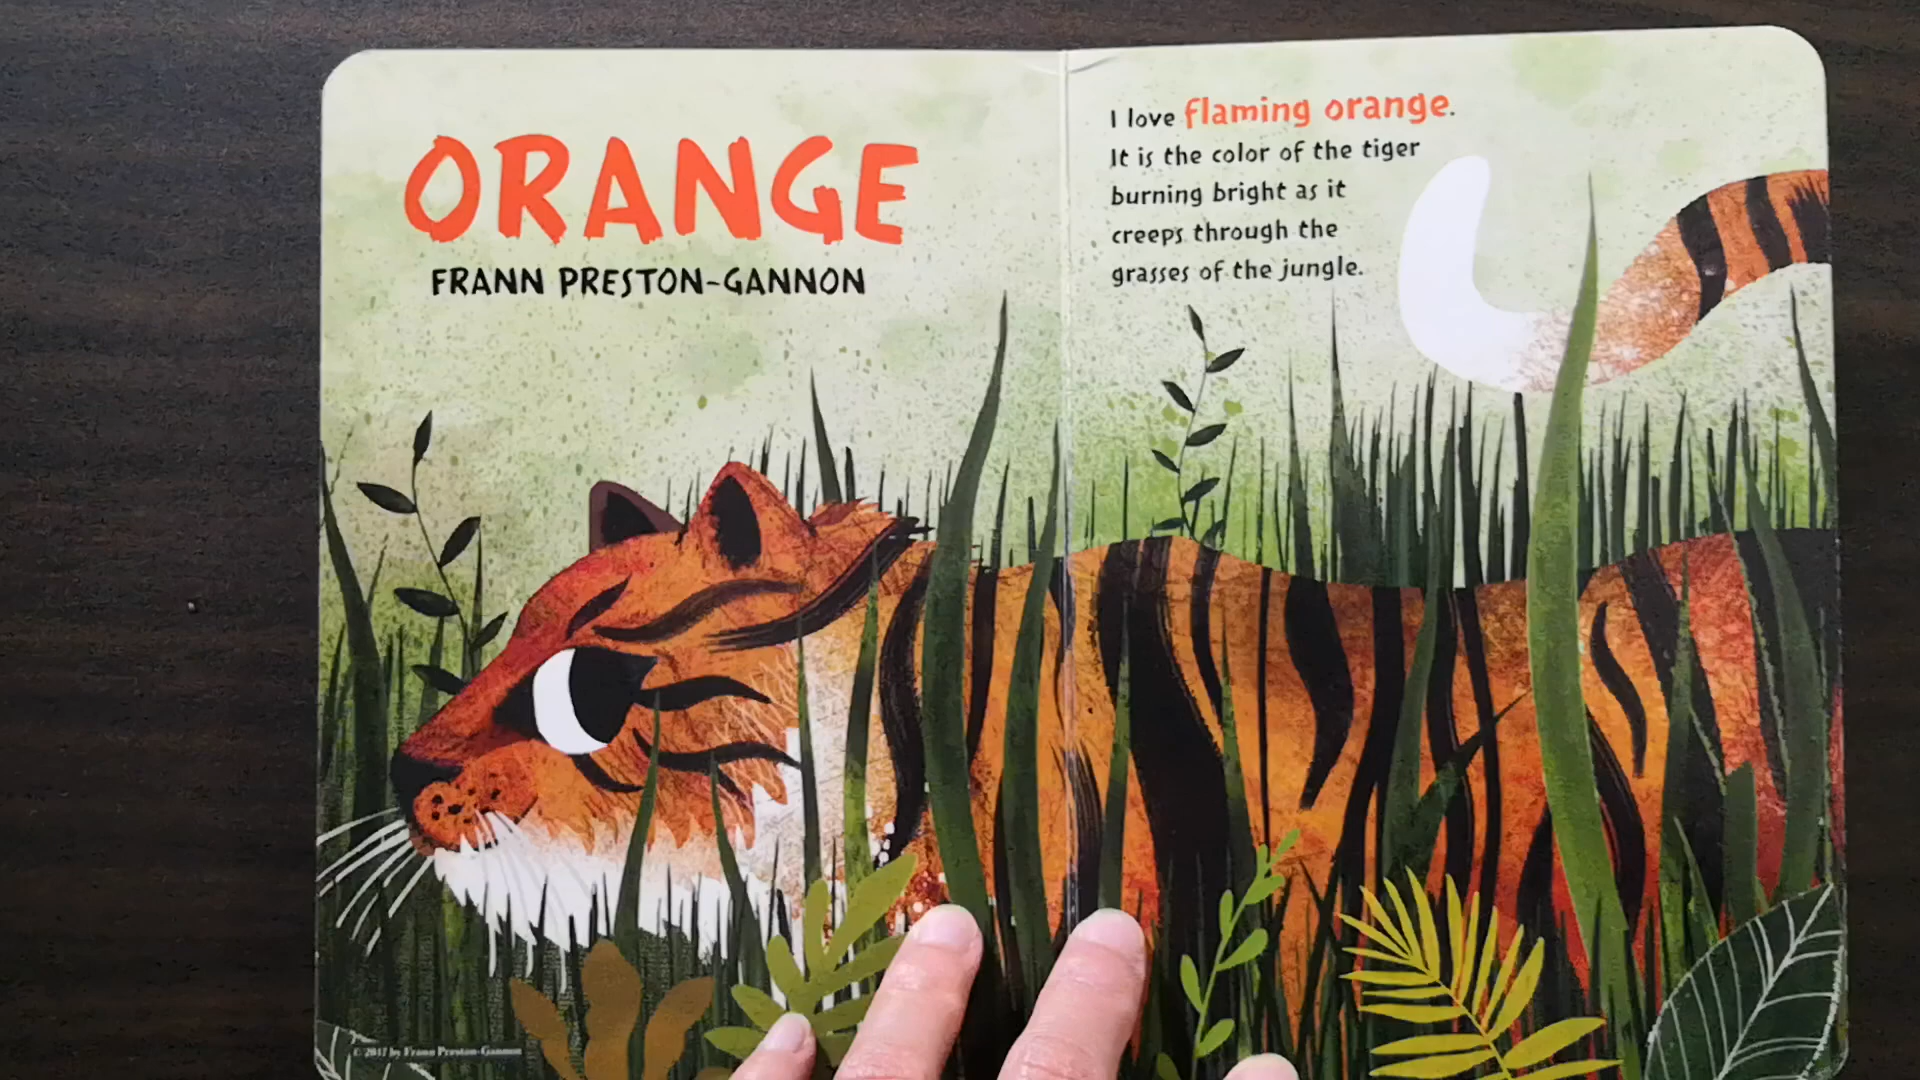 ORANGE
FRANN PRESTON-GANNON
I love flaming orange.
It is the color of the tiger
burning bright as it
creeps through the
grasses of the jungle.
© 2017 by Frann Preston-Gannon